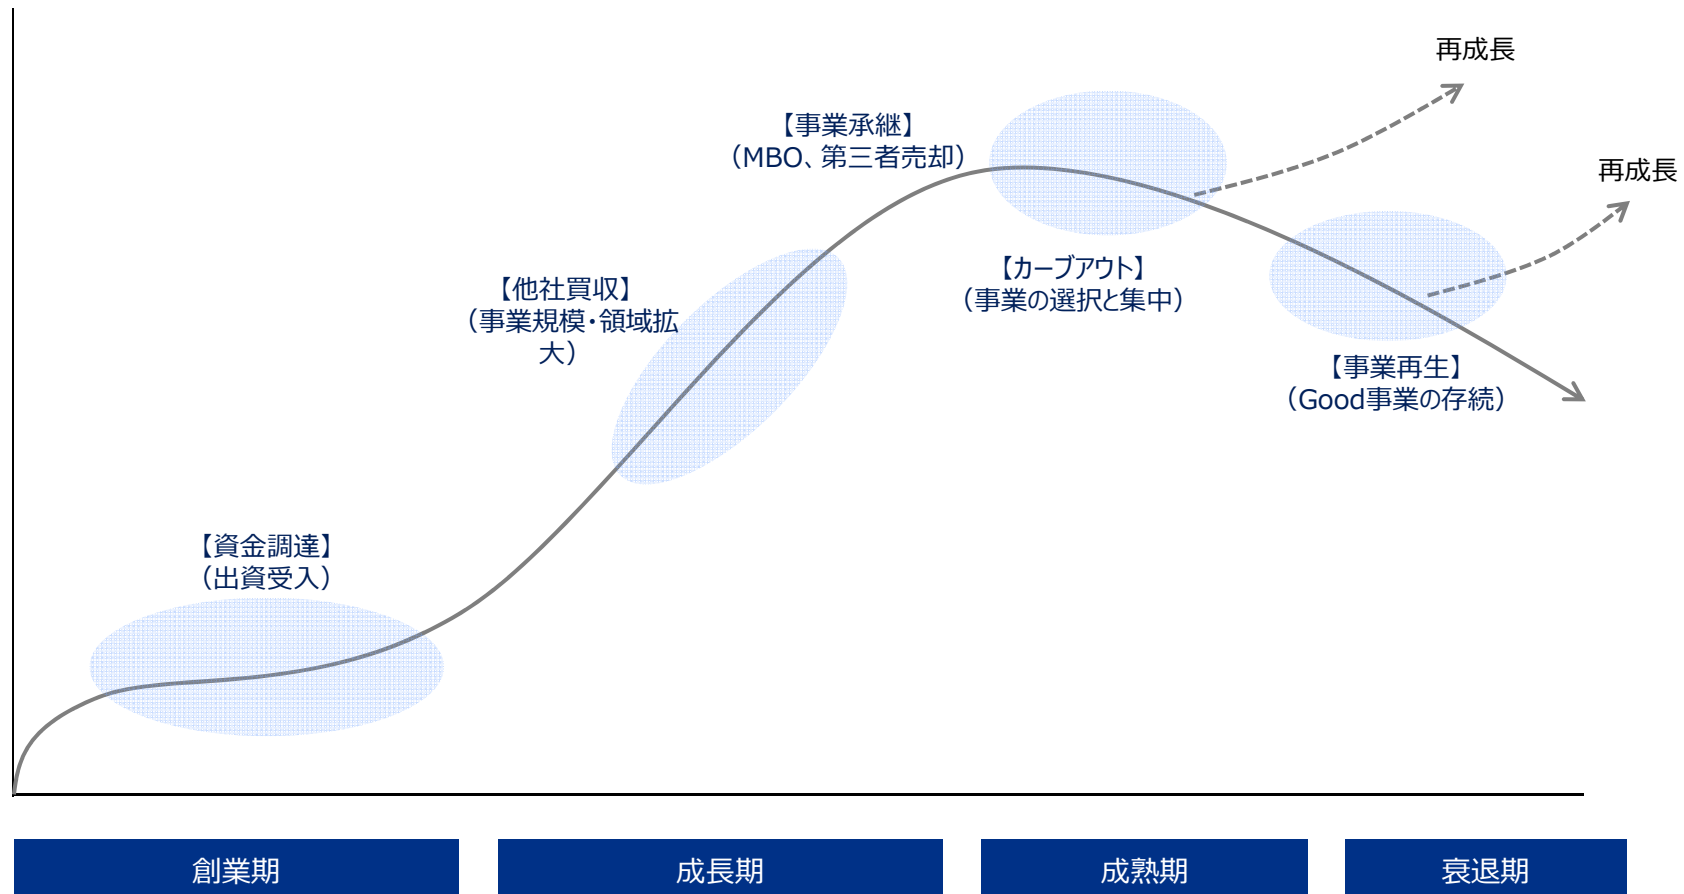 再成長
【事業承継】
（MBO、第三者売却）
再成長
【カーブアウト】
（事業の選択と集中）
【他社買収】
（事業規模・領域拡
大）
【事業再生】
（Good事業の存続）
【資金調達】
（出資受入）
創業期
成長期
成熟期
衰退期